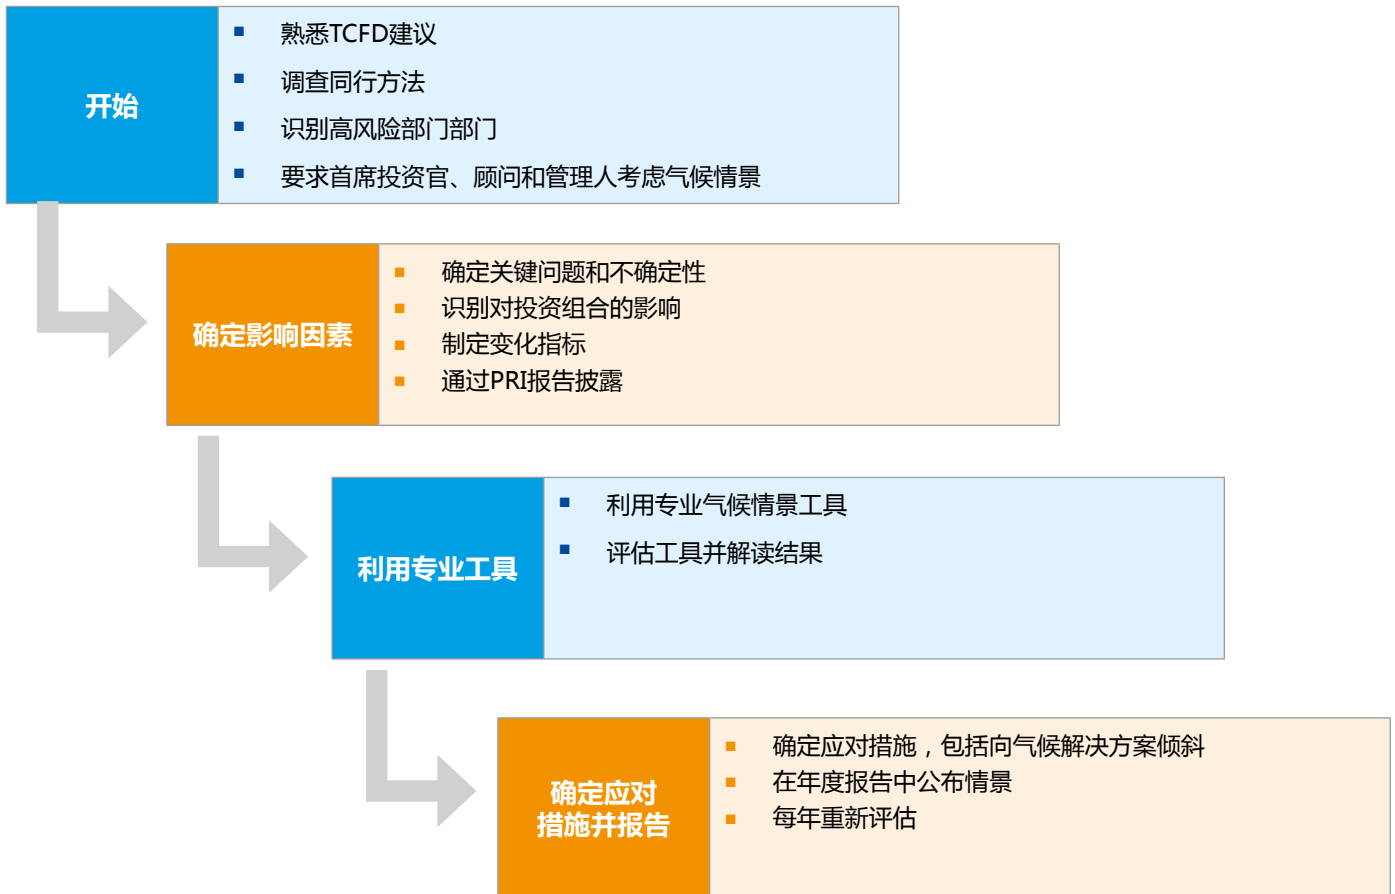 开始
熟悉TCFD建议
调查同行方法
识别高风险部门部门
要求首席投资官、顾问和管理人考虑气候情景
确定影响因素
确定关键问题和不确定性
识别对投资组合的影响
制定变化指标
通过PRI报告披露
利用专业工具
利用专业气候情景工具
评估工具并解读结果
确定应对
措施并报告
确定应对措施，包括向气候解决方案倾斜
在年度报告中公布情景
每年重新评估